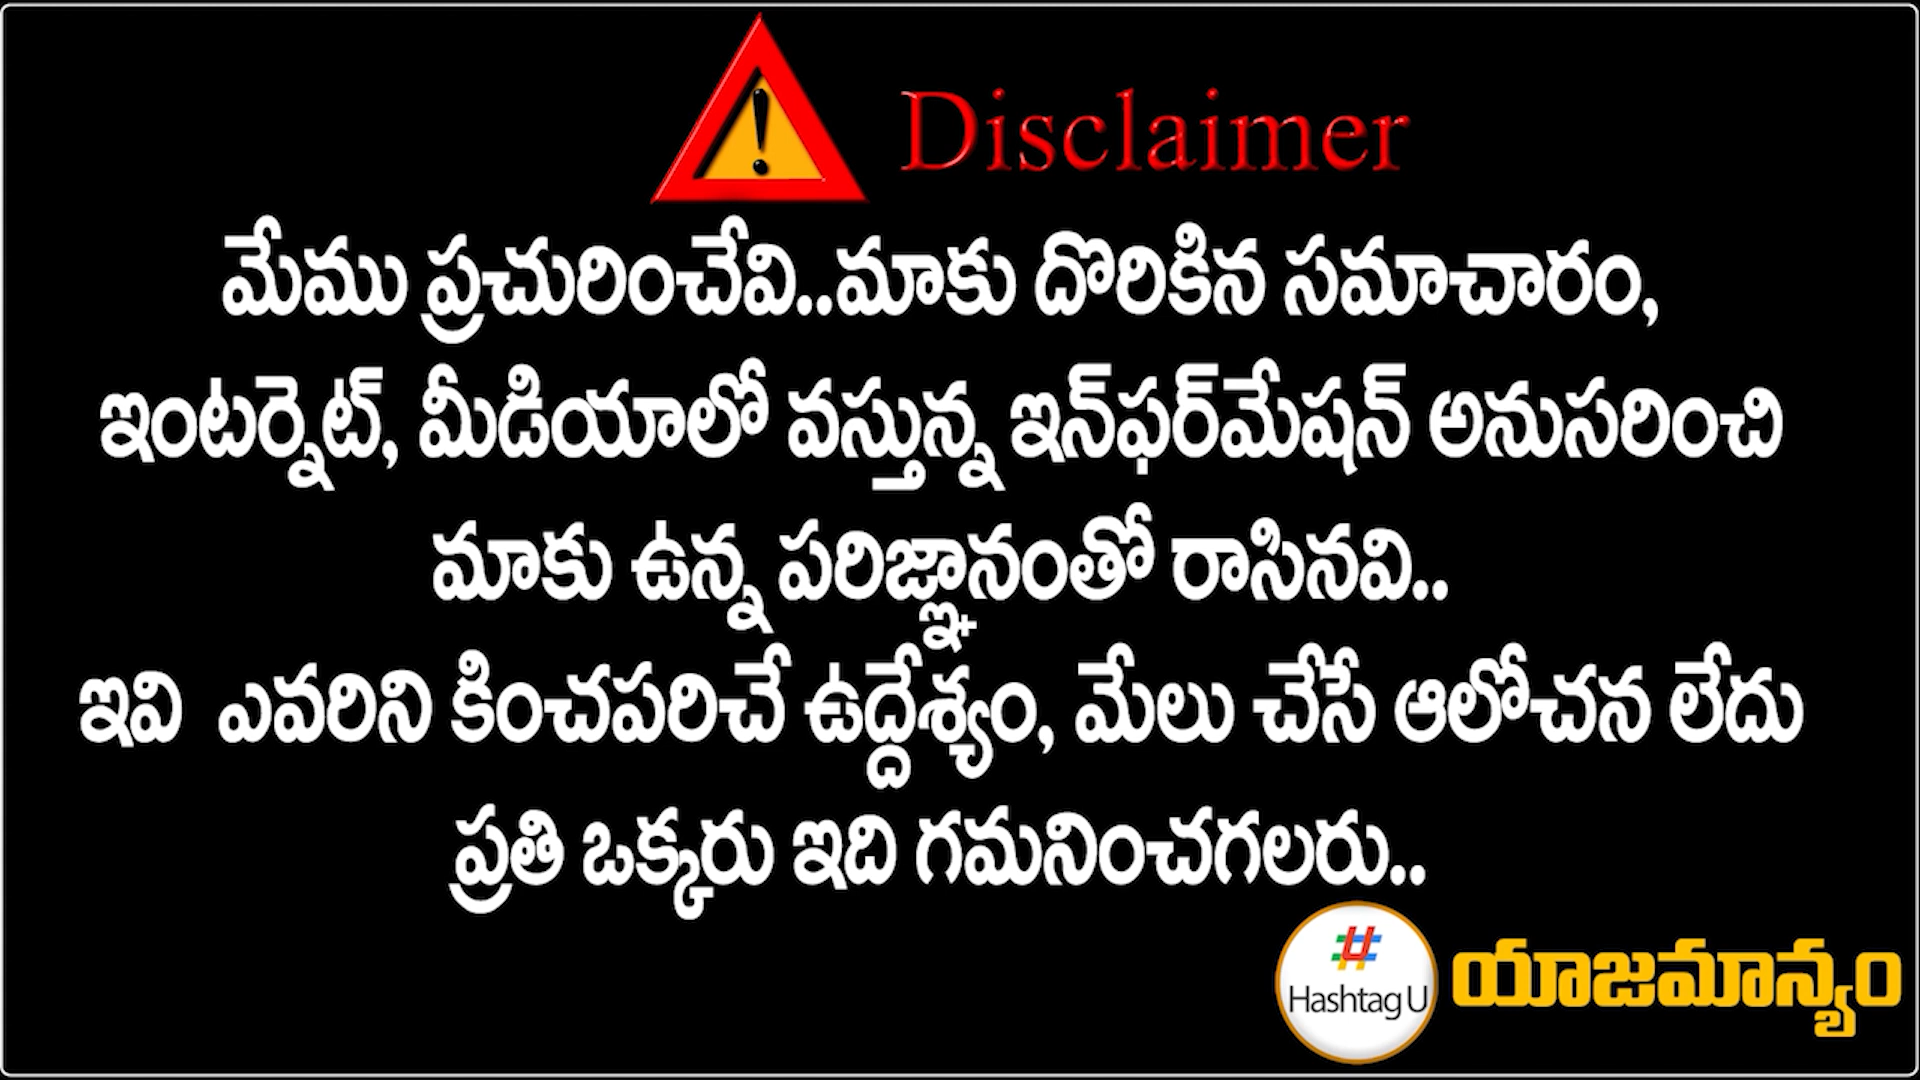 Disclaimer
మేము ప్రచురించేవి..మాకు దొరికిన సమాచారం,
ఇంటర్నెట్, మీడియాలో వస్తున్న ఇన్‌ఫర్‌మేషన్ అనుసరించి
మాకు ఉన్న పరిజ్ఞానంతో రాసినవి..
ఇవి ఎవరిని కించపరిచే ఉద్దేశ్యం, మేలు చేసే ఆలోచన లేదు
ప్రతి ఒక్కరు ఇది గమనించగలరు..
Hashtag U యాజమాన్యం